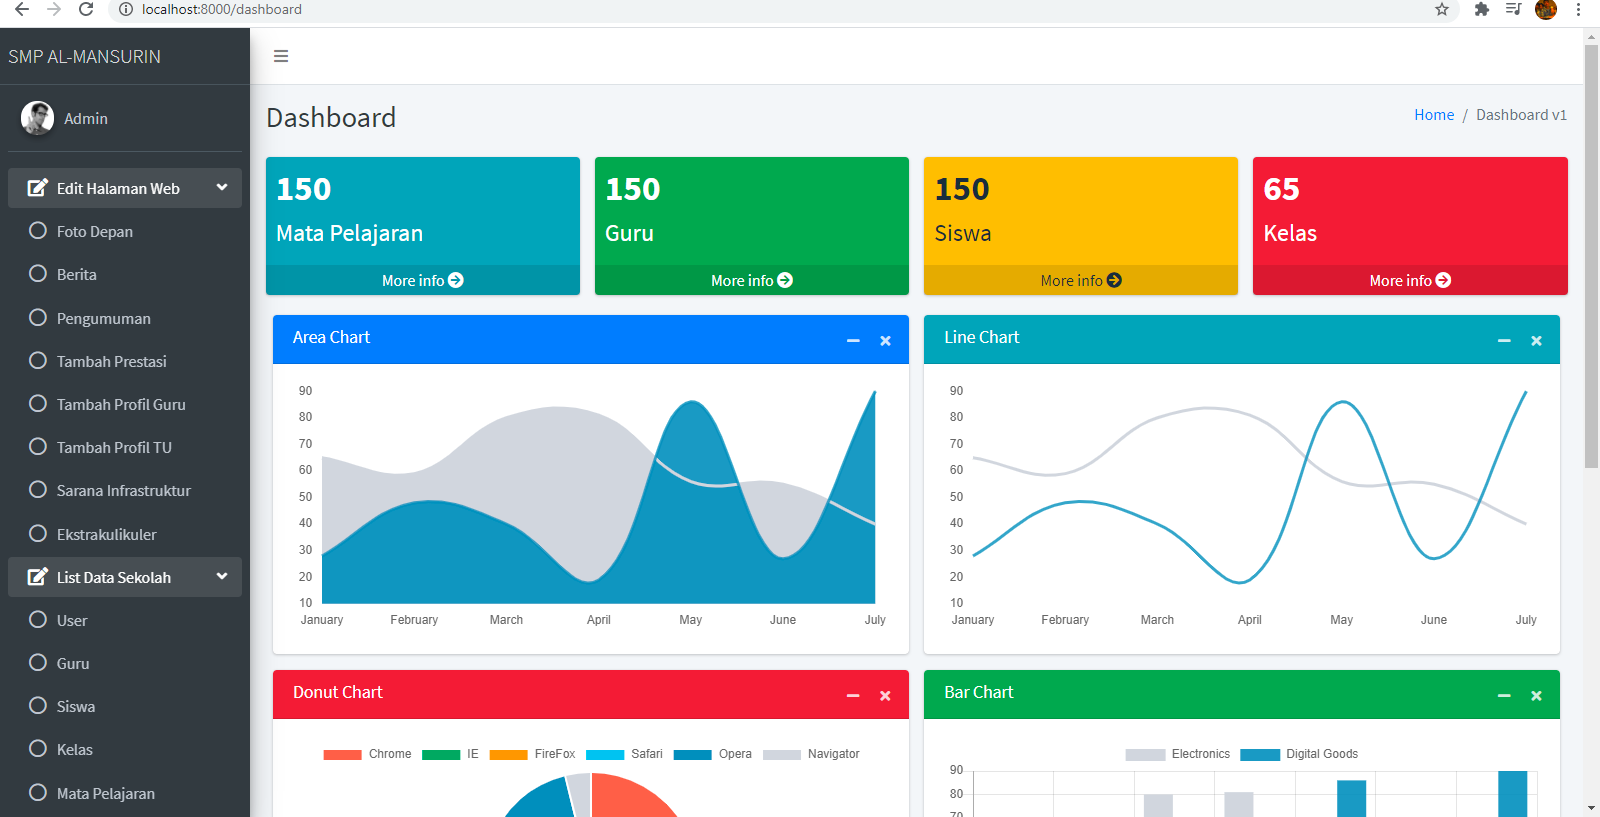 localhost:8000/dashboard
SMP AL-MANSURIN
Admin
Edit Halaman Web
Foto Depan
Berita
Pengumuman
Tambah Prestasi
Tambah Profil Guru
Tambah Profil TU
Sarana Infrastruktur
Ekstrakulikuler
List Data Sekolah
User
Guru
Siswa
Kelas
Mata Pelajaran
Dashboard
Home / Dashboard v1
150
Mata Pelajaran
More info
150
Guru
More info
150
Siswa
More info
65
Kelas
More info
Area Chart
90
80
70
60
50
40
30
20
10
January February March April May June July
Line Chart
90
80
70
60
50
40
30
20
10
January February March April May June July
Donut Chart
Chrome IE FireFox Safari Opera Navigator
Bar Chart
Electronics Digital Goods
90
80
70